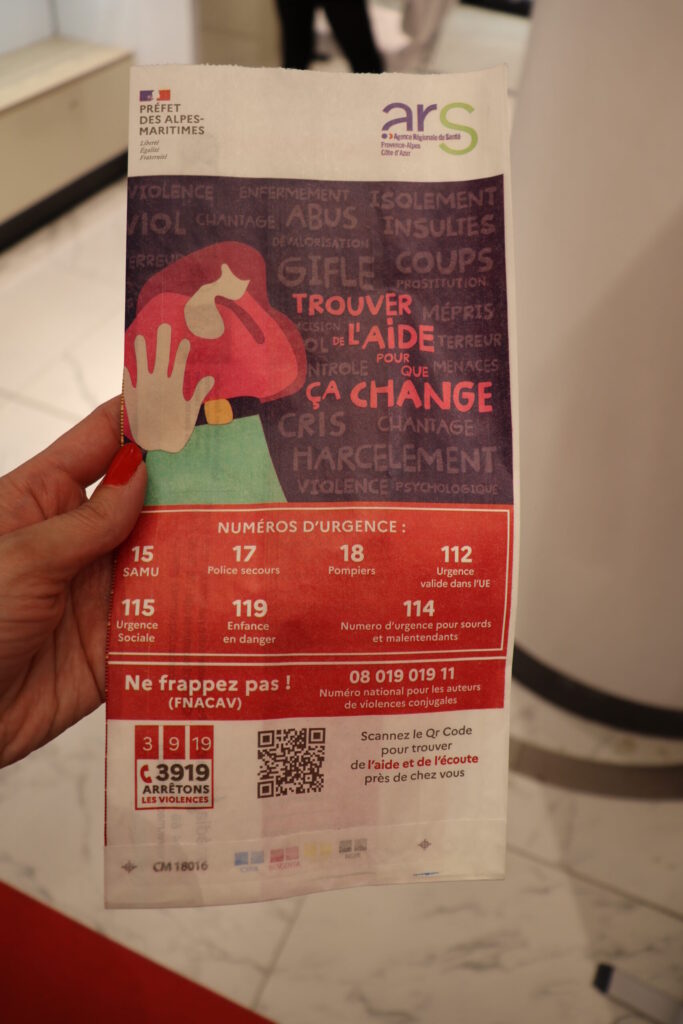 PRÉFET
DES ALPES-
MARITIMES
Liberté
Égalité
Fraternité
ars
Agence Régionale de Santé
Provence-Alpes
Côte d'Azur
VIOLENCE ENFERMEMENT ISOLEMENT
VIOL CHANTAGE ABUS INSULTES
DÉVALORISATION
GIFLE COUPS
PROSTITUTION
TROUVER MÉPRIS
DE L'AIDE TERREUR
POUR
QUE MENACES
ÇA CHANGE
CRIS CHANTAGE
HARCELEMENT
VIOLENCE PSYCHOLOGIQUE
NUMÉROS D'URGENCE :
15
SAMU
17
Police secours
18
Pompiers
112
Urgence
valide dans l'UE
115
Urgence
Sociale
119
Enfance
en danger
114
Numero d'urgence pour sourds
et malentendants
Ne frappez pas !
(FNACAV)
08 019 019 11
Numéro national pour les auteurs
de violences conjugales
3 9 19
3919
ARRÊTONS
LES VIOLENCES
Scannez le Qr Code
pour trouver
de l'aide et de l'écoute
près de chez vous
CM 18016